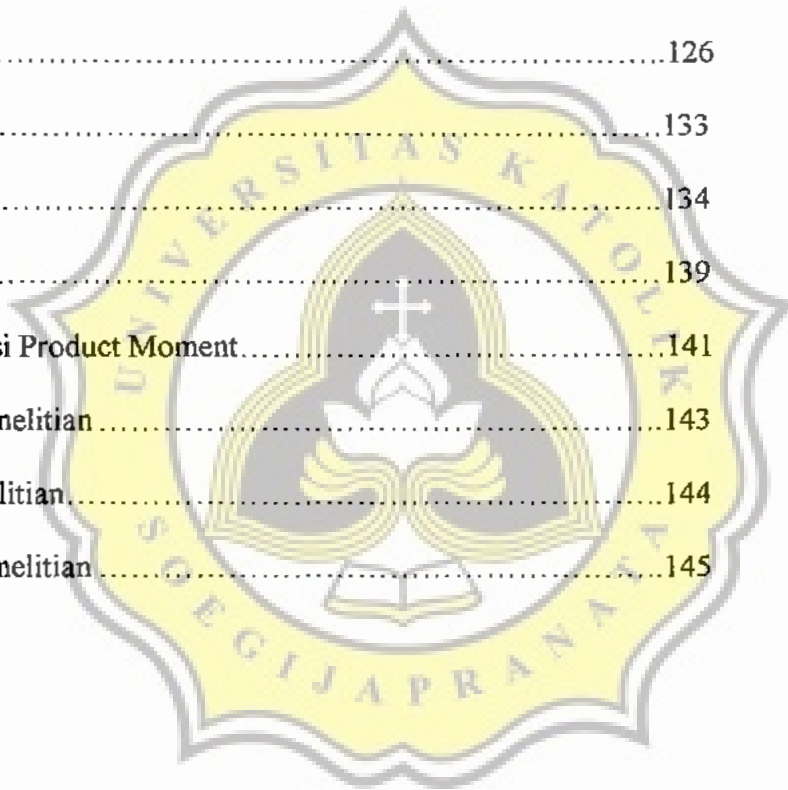 ...126
...133
...134
...139
si Product Moment...141
nelitian...143
litian...144
nelitian...145
UNIVERSITAS KATOLIK
SOEGIJAPRANATA